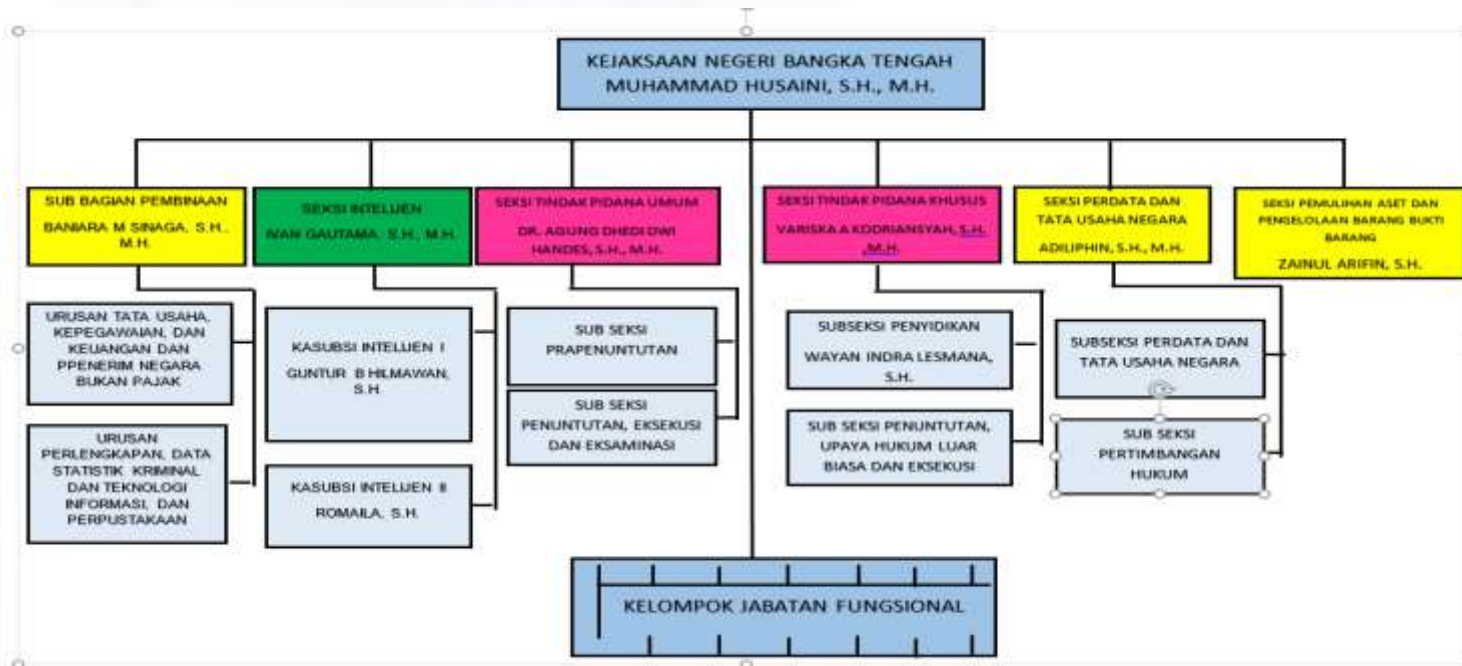 KEJAKSAAN NEGERI BANGKA TENGAH
MUHAMMAD HUSAINI, S.H., M.H.
SUB BAGIAN PEMBINAAN
BANIARA M SINAGA, S.H.,
M.H.
SEKSI INTELIJEN
IVAN GAUTAMA, S.H., M.H.
SEKSI TINDAK PIDANA UMUM
DR. AGUNG DHEDI DWI
HANDES, S.H., M.H.
SEKSI TINDAK PIDANA KHUSUS
VARISKA A KODRIANSYAH, S.H.
,M.H.
SEKSI PERDATA DAN
TATA USAHA NEGARA
ADILIPHIN, S.H., M.H.
SEKSI PEMULIHAN ASET DAN
PENGELOLAAN BARANG BUKTI
BARANG
ZAINUL ARIFIN, S.H.
URUSAN TATA USAHA,
KEPEGAWAIAN, DAN
KEUANGAN DAN
PPENERIM NEGARA
BUKAN PAJAK
URUSAN
PERLENGKAPAN, DATA
STATISTIK KRIMINAL
DAN TEKNOLOGI
INFORMASI, DAN
PERPUSTAKAAN
KASUBSI INTELIJEN I
GUNTUR B HILMAWAN,
S.H.
KASUBSI INTELIJEN II
ROMAILA, S.H.
SUB SEKSI
PRAPENUNTUTAN
SUB SEKSI
PENUNTUTAN, EKSEKUSI
DAN EKSAMINASI
SUBSEKSI PENYIDIKAN
WAYAN INDRA LESMANA,
S.H.
SUB SEKSI PENUNTUTAN,
UPAYA HUKUM LUAR
BIASA DAN EKSEKUSI
SUBSEKSI PERDATA DAN
TATA USAHA NEGARA
SUB SEKSI
PERTIMBANGAN
HUKUM
KELOMPOK JABATAN FUNGSIONAL